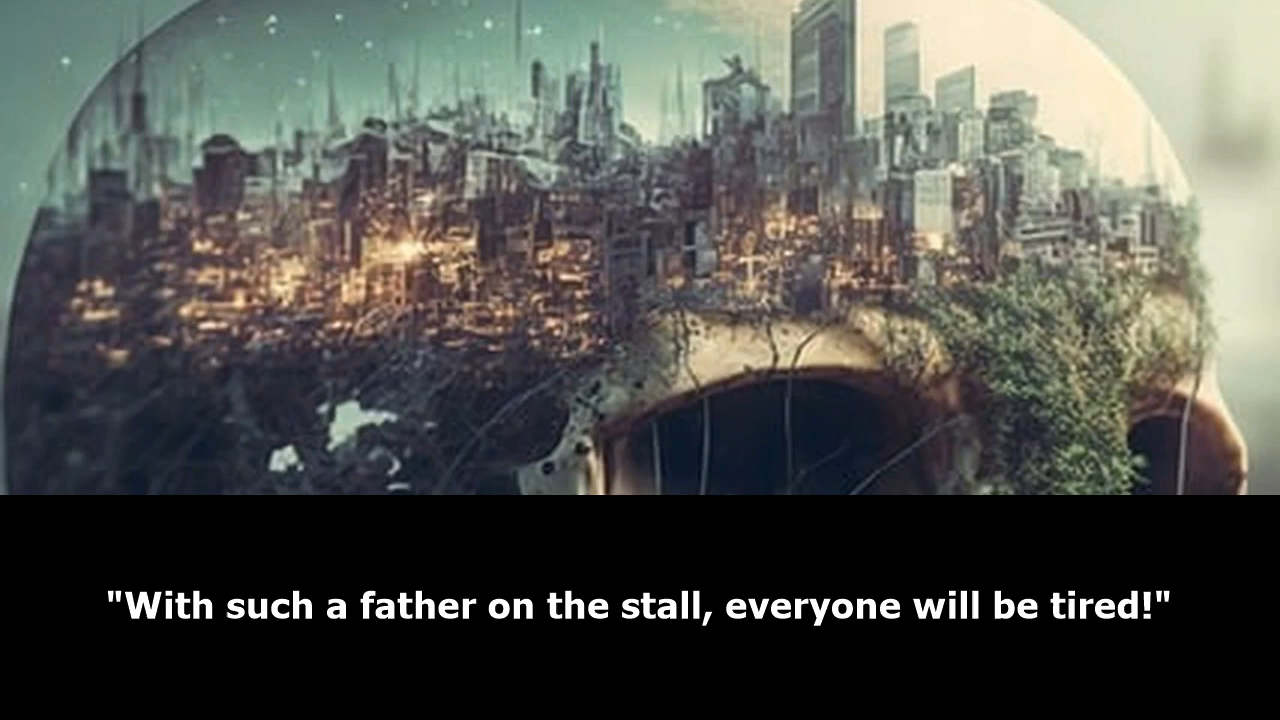 "With such a father on the stall, everyone will be tired!"